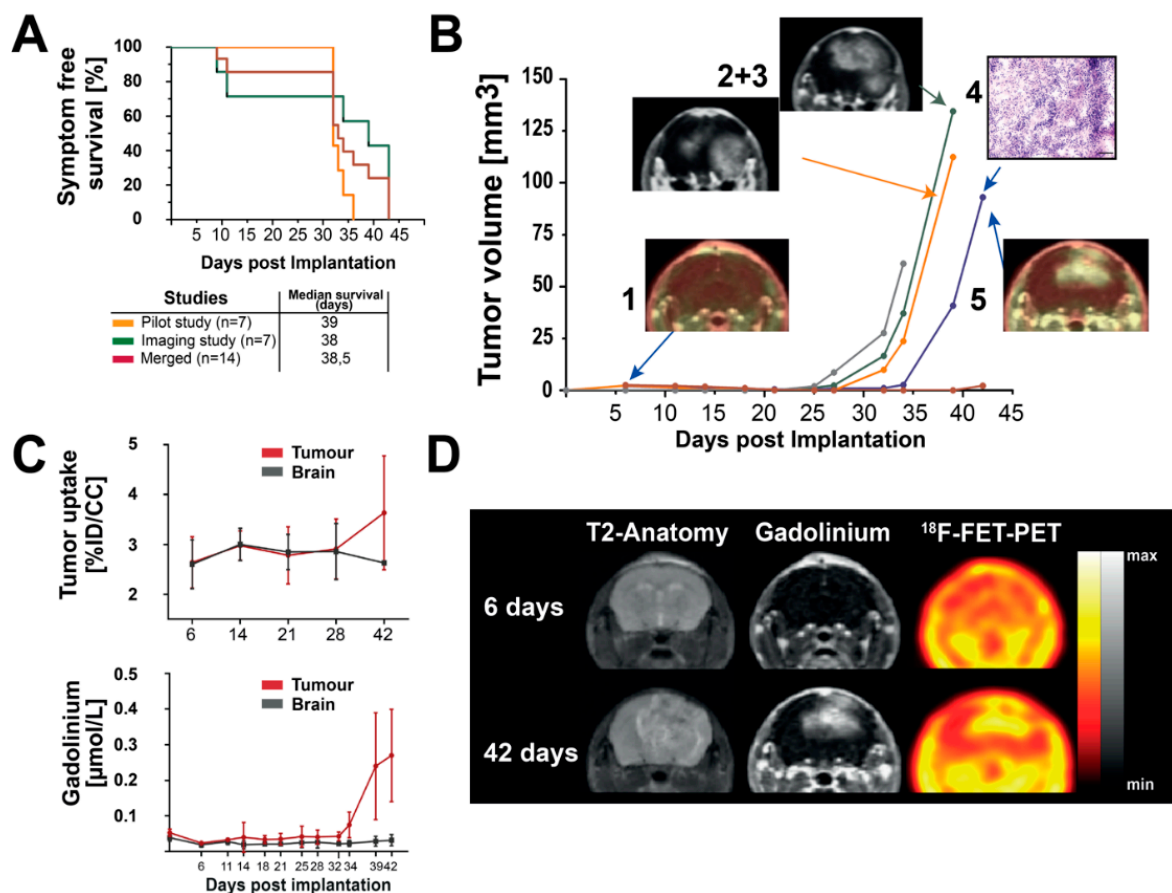 A
Symptom free
survival [%]
100
80
60
40
20
0
5 10 15 20 25 30 35 40 45
Days Post Implantation
Studies Median survival
(days)
Pilot study (n=7) 39
Imaging study (n=7) 38
Merged (n=14) 38,5
B
Tumor volume [mm3]
150
125
100
75
50
25
0
0 5 10 15 20 25 30 35 40 45
Days post Implantation
1
2+3
4
5
C
Tumor uptake
[%ID/CC]
5
4
3
2
Tumour
Brain
6 14 21 28 42
Gadolinium
[µmol/L]
0.5
0.4
0.3
0.2
0.1
Tumour
Brain
6 11 14 18 21 25 28 32 34 39 42
Days post implantation
D
T2-Anatomy Gadolinium ¹⁸F-FET-PET
6 days
42 days
max
min